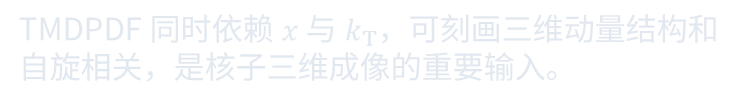 TMDPDF 同时依赖 x 与 k_T，可刻画三维动量结构和
自旋相关，是核子三维成像的重要输入。